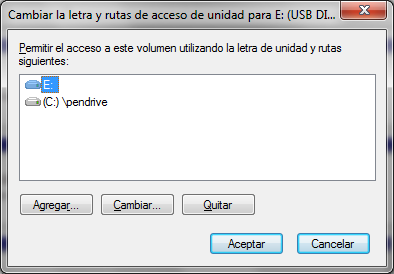 Cambiar la letra y rutas de acceso de unidad para E: (USB DI...
Permitir el acceso a este volumen utilizando la letra de unidad y rutas
siguientes:
E:
(C:) \pendrive
Agregar... Cambiar... Quitar
Aceptar Cancelar